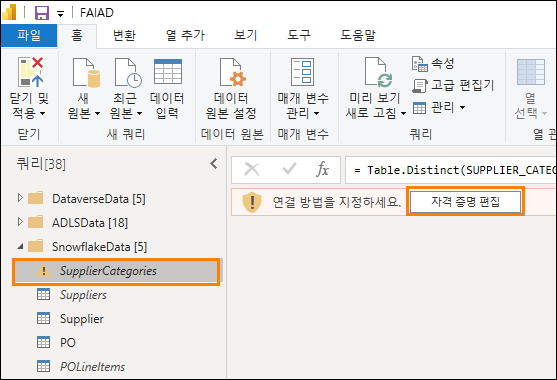 FAIAD
파일 홈 변환 열 추가 보기 도구 도움말
닫기 및 적용 새 원본 최근 원본 데이터 입력 데이터 원본 설정 매개 변수 관리 미리 보기 새로 고침 속성 고급 편집기 관리 열 선택
닫기 새 쿼리 데이터 원본 매개 변수 쿼리 열 관
쿼리[38]
= Table.Distinct(SUPPLIER_CATEG
연결 방법을 지정하세요. 자격 증명 편집
DataverseData [5]
ADLSData [18]
SnowflakeData [5]
SupplierCategories
Suppliers
Supplier
PO
POLineItems